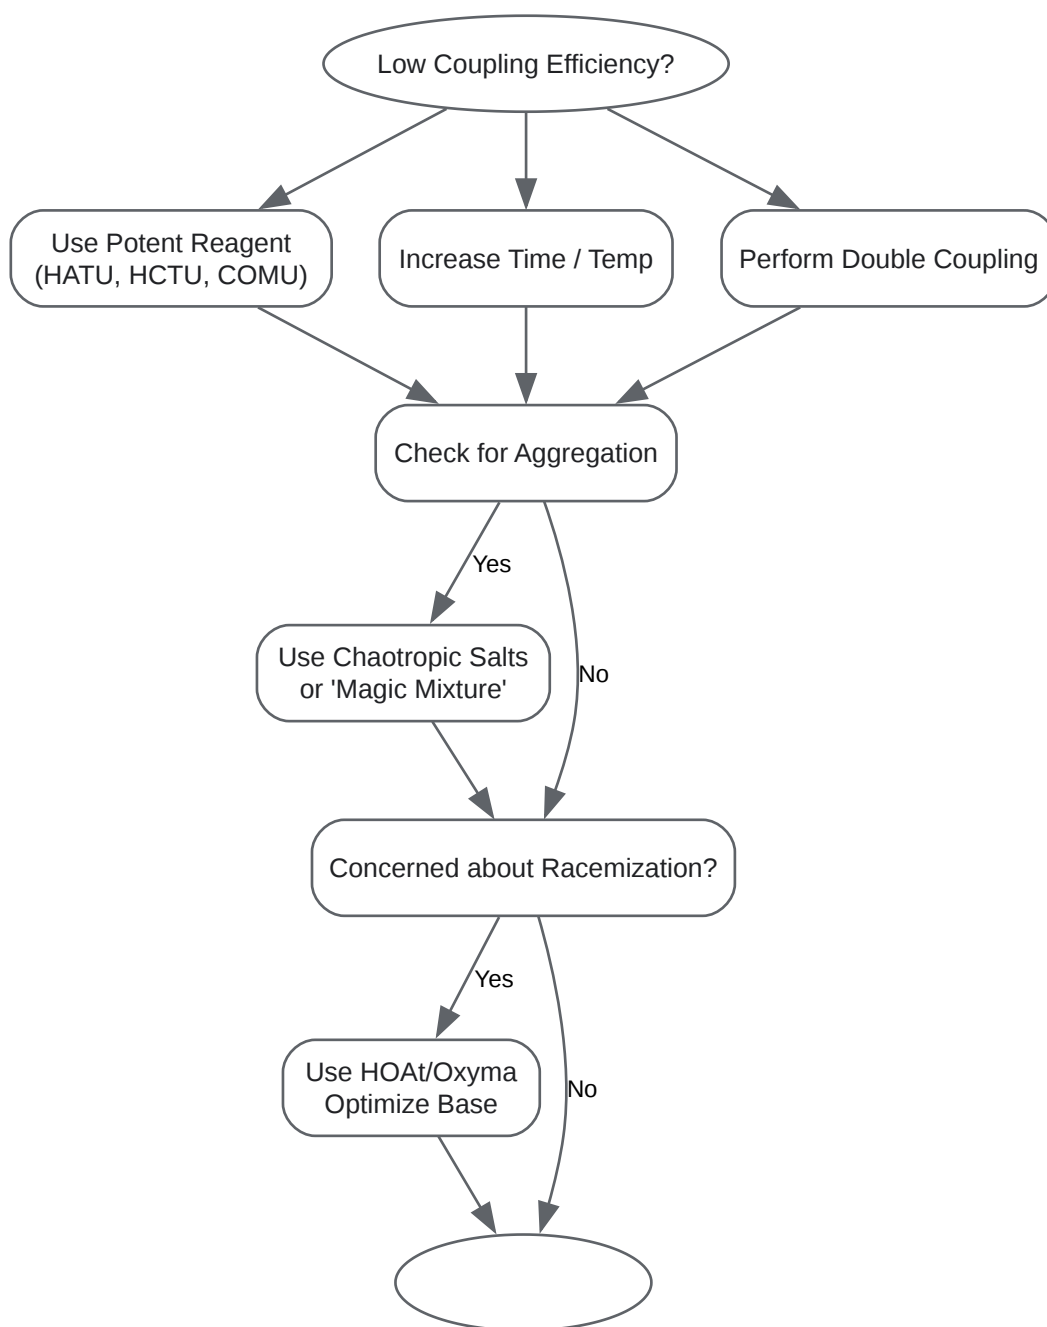 Low Coupling Efficiency?
Use Potent Reagent
(HATU, HCTU, COMU)
Increase Time / Temp
Perform Double Coupling
Check for Aggregation
Yes
Use Chaotropic Salts
or 'Magic Mixture'
No
Concerned about Racemization?
Yes
Use HOAt/Oxyma
Optimize Base
No